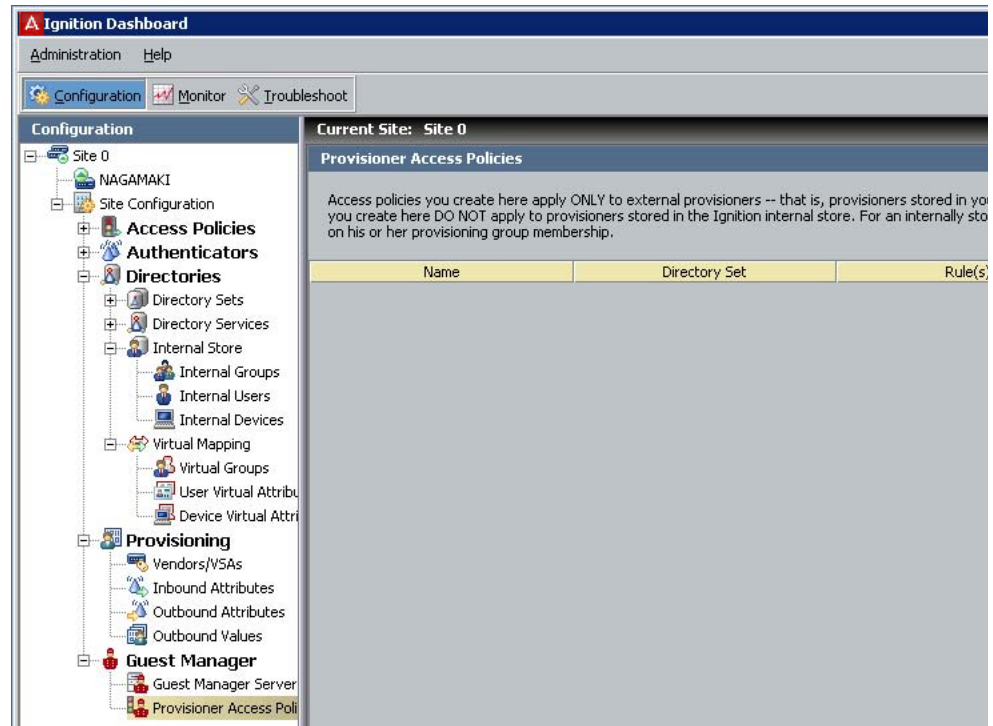 Ignition Dashboard
Administration Help
Configuration Monitor Troubleshoot
Configuration
Site 0
NAGAMAKI
Site Configuration
Access Policies
Authenticators
Directories
Directory Sets
Directory Services
Internal Store
Internal Groups
Internal Users
Internal Devices
Virtual Mapping
Virtual Groups
User Virtual Attribu
Device Virtual Attri
Provisioning
Vendors/VSAs
Inbound Attributes
Outbound Attributes
Outbound Values
Guest Manager
Guest Manager Server
Provisioner Access Poli
Current Site: Site 0
Provisioner Access Policies
Access policies you create here apply ONLY to external provisioners -- that is, provisioners stored in you
you create here DO NOT apply to provisioners stored in the Ignition internal store. For an internally sto
on his or her provisioning group membership.
Name Directory Set Rule(s)